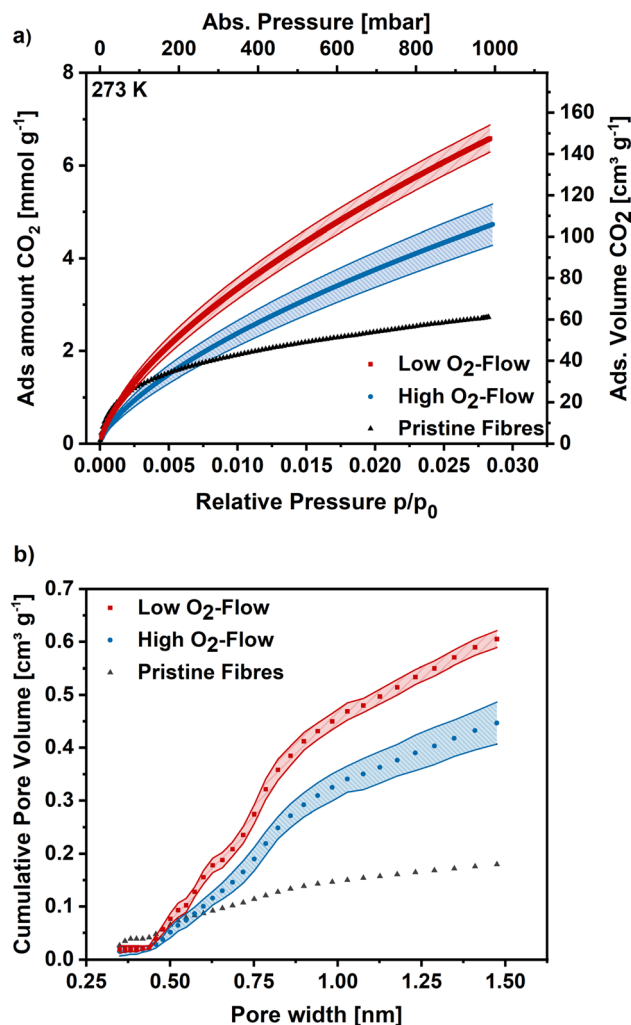 Abs. Pressure [mbar]
a)
0 200 400 600 800 1000
273 K
8
6
4
2
0
Ads amount CO₂ [mmol g⁻¹]
160
140
120
100
80
60
40
20
0
Ads. Volume CO₂ [cm³ g⁻¹]
Low O₂-Flow
High O₂-Flow
Pristine Fibres
0.000 0.005 0.010 0.015 0.020 0.025 0.030
Relative Pressure p/p₀
b)
0.7
0.6
0.5
0.4
0.3
0.2
0.1
0.0
Cumulative Pore Volume [cm³ g⁻¹]
Low O₂-Flow
High O₂-Flow
Pristine Fibres
0.25 0.50 0.75 1.00 1.25 1.50
Pore width [nm]